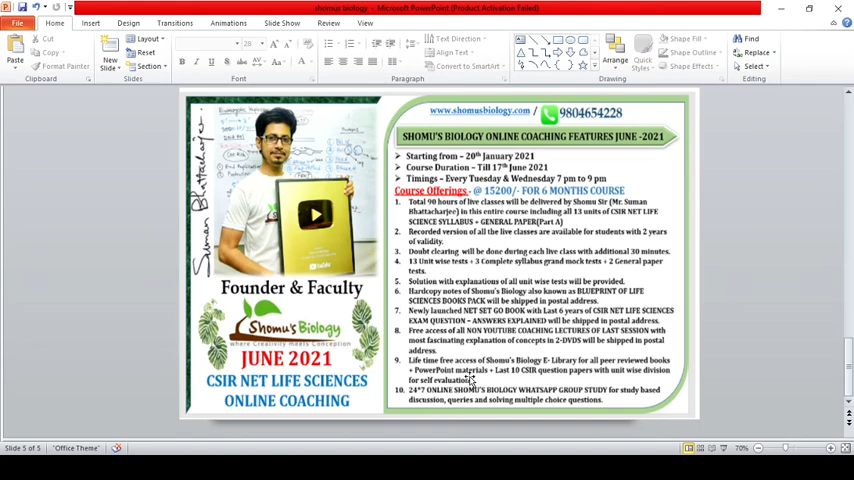 shomus biology - Microsoft PowerPoint (Product Activation Failed)
File
Home
Insert
Design
Transitions
Animations
Slide Show
Review
View
Paste
Cut
Copy
Format Painter
Clipboard
New
Slide
Layout
Reset
Section
Slides
28
Font
Paragraph
Text Direction
Align Text
Convert to SmartArt
Arrange
Quick
Styles
Shape Fill
Shape Outline
Shape Effects
Drawing
Find
Replace
Select
Editing
Suman Bhattacharjee
Founder & Faculty
Shomu's Biology
where Creativity meets Conception
JUNE 2021
CSIR NET LIFE SCIENCES
ONLINE COACHING
www.shomusbiology.com / 9804654228
SHOMU'S BIOLOGY ONLINE COACHING FEATURES JUNE -2021
Starting from – 20th January 2021
Course Duration – Till 17th June 2021
Timings – Every Tuesday & Wednesday 7 pm to 9 pm
Course Offerings - @ 15200/- FOR 6 MONTHS COURSE
1. Total 90 hours of live classes will be delivered by Shomu Sir (Mr. Suman
Bhattacharjee) in this entire course including all 13 units of CSIR NET LIFE
SCIENCE SYLLABUS + GENERAL PAPER(Part A)
2. Recorded version of all the live classes are available for students with 2 years
of validity.
3. Doubt clearing will be done during each live class with additional 30 minutes.
4. 13 Unit wise tests + 3 Complete syllabus grand mock tests + 2 General paper
tests.
5. Solution with explanations of all unit wise tests will be provided.
6. Hardcopy notes of Shomu's Biology also known as BLUEPRINT OF LIFE
SCIENCES BOOKS PACK will be shipped in postal address.
7. Newly launched NET SET GO BOOK with Last 6 years of CSIR NET LIFE SCIENCES
EXAM QUESTION – ANSWERS EXPLAINED will be shipped in postal address.
8. Free access of all NON YOUTUBE COACHING LECTURES OF LAST SESSION with
most fascinating explanation of concepts in 2-DVDS will be shipped in postal
address.
9. Life time free access of Shomu's Biology E- Library for all peer reviewed books
+ PowerPoint materials + Last 10 CSIR question papers with unit wise division
for self evaluation.
10. 24*7 ONLINE SHOMU'S BIOLOGY WHATSAPP GROUP STUDY for study based
discussion, queries and solving multiple choice questions.
Slide 5 of 5
"Office Theme"
70%